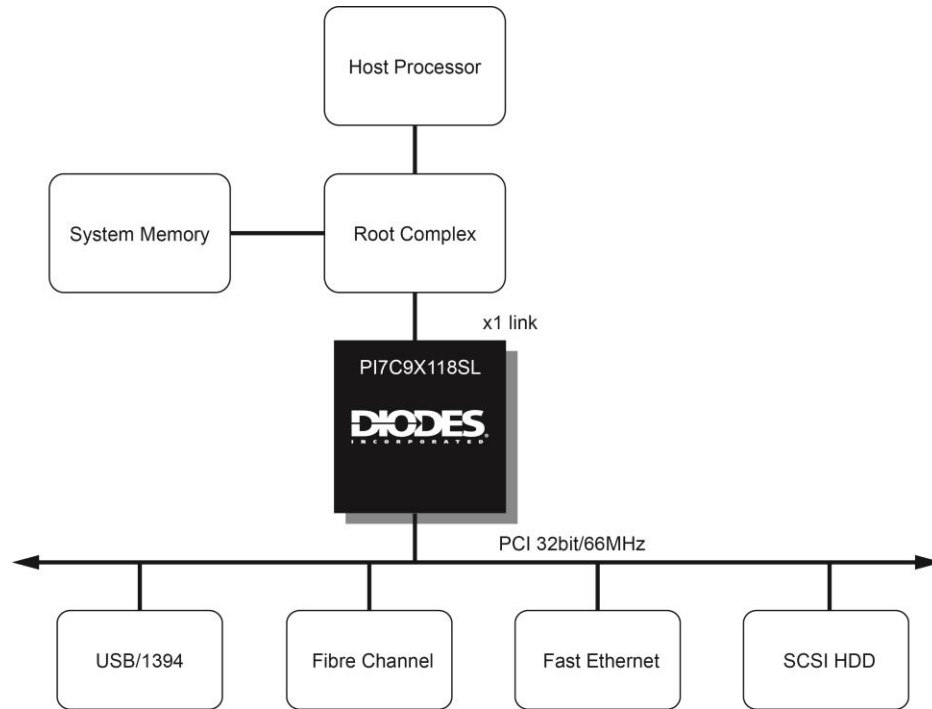 Host Processor
System Memory
Root Complex
x1 link
PI7C9X118SL
DIODES®
INCORPORATED
PCI 32bit/66MHz
USB/1394
Fibre Channel
Fast Ethernet
SCSI HDD